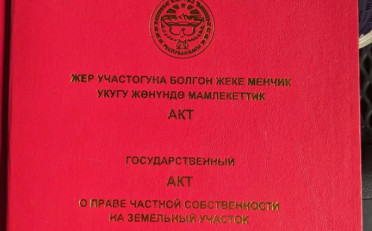 ЖЕР УЧАСТОГУНА БОЛГОН ЖЕКЕ МЕНЧИК
УКУГУ ЖӨНҮНДӨ МАМЛЕКЕТТИК
АКТ
ГОСУДАРСТВЕННЫЙ
АКТ
О ПРАВЕ ЧАСТНОЙ СОБСТВЕННОСТИ
НА ЗЕМЕЛЬНЫЙ УЧАСТОК